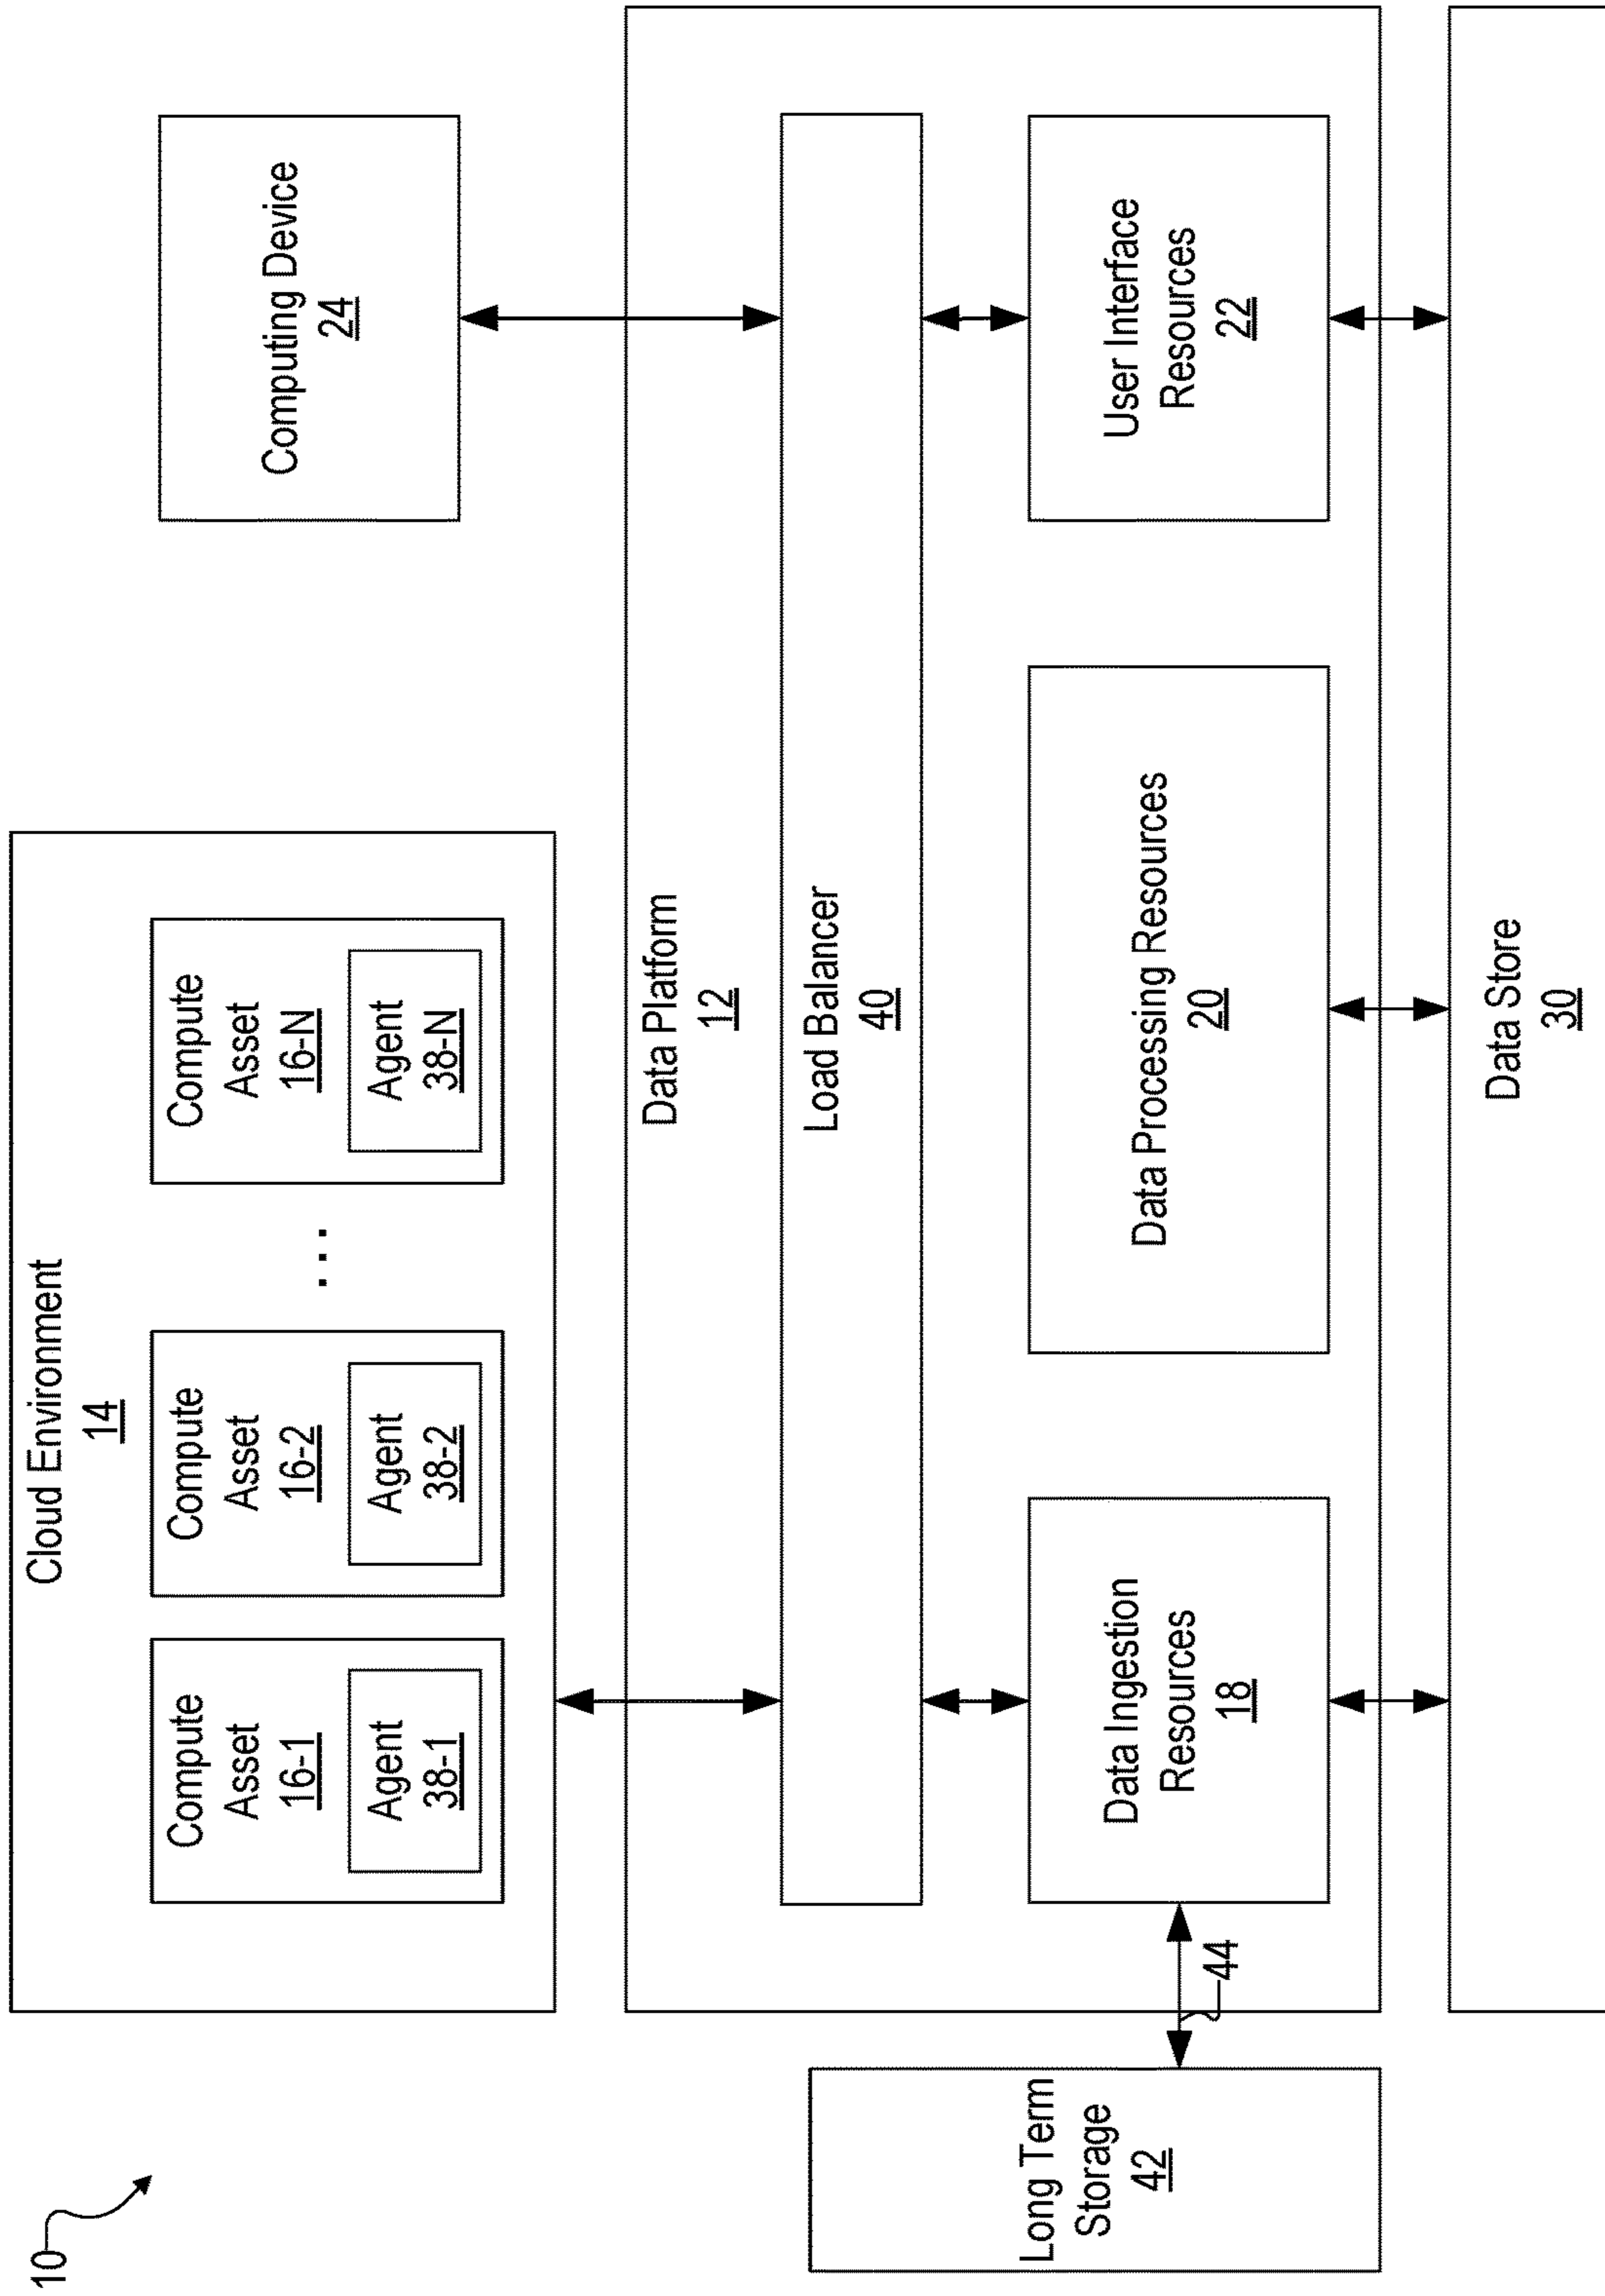 10
Cloud Environment
14
Compute
Asset
16-1
Agent
38-1
Compute
Asset
16-2
Agent
38-2
...
Compute
Asset
16-N
Agent
38-N
Computing Device
24
Data Platform
12
Load Balancer
40
Long Term
Storage
42
44
Data Ingestion
Resources
18
Data Processing Resources
20
User Interface
Resources
22
Data Store
30